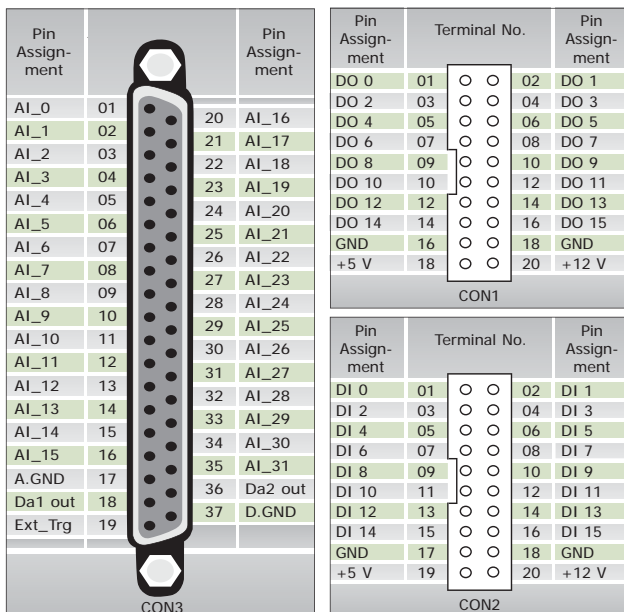 Pin
Assign-
ment
Pin
Assign-
ment
AI_0 01
AI_1 02
AI_2 03
AI_3 04
AI_4 05
AI_5 06
AI_6 07
AI_7 08
AI_8 09
AI_9 10
AI_10 11
AI_11 12
AI_12 13
AI_13 14
AI_14 15
AI_15 16
A.GND 17
Da1 out 18
Ext_Trg 19
20 AI_16
21 AI_17
22 AI_18
23 AI_19
24 AI_20
25 AI_21
26 AI_22
27 AI_23
28 AI_24
29 AI_25
30 AI_26
31 AI_27
32 AI_28
33 AI_29
34 AI_30
35 AI_31
36 Da2 out
37 D.GND
CON3
Pin
Assign-
ment
Terminal No.
Pin
Assign-
ment
DO 0 01 02 DO 1
DO 2 03 04 DO 3
DO 4 05 06 DO 5
DO 6 07 08 DO 7
DO 8 09 10 DO 9
DO 10 10 12 DO 11
DO 12 12 14 DO 13
DO 14 14 16 DO 15
GND 16 18 GND
+5 V 18 20 +12 V
CON1
Pin
Assign-
ment
Terminal No.
Pin
Assign-
ment
DI 0 01 02 DI 1
DI 2 03 04 DI 3
DI 4 05 06 DI 5
DI 6 07 08 DI 7
DI 8 09 10 DI 9
DI 10 11 12 DI 11
DI 12 13 14 DI 13
DI 14 15 16 DI 15
GND 17 18 GND
+5 V 19 20 +12 V
CON2